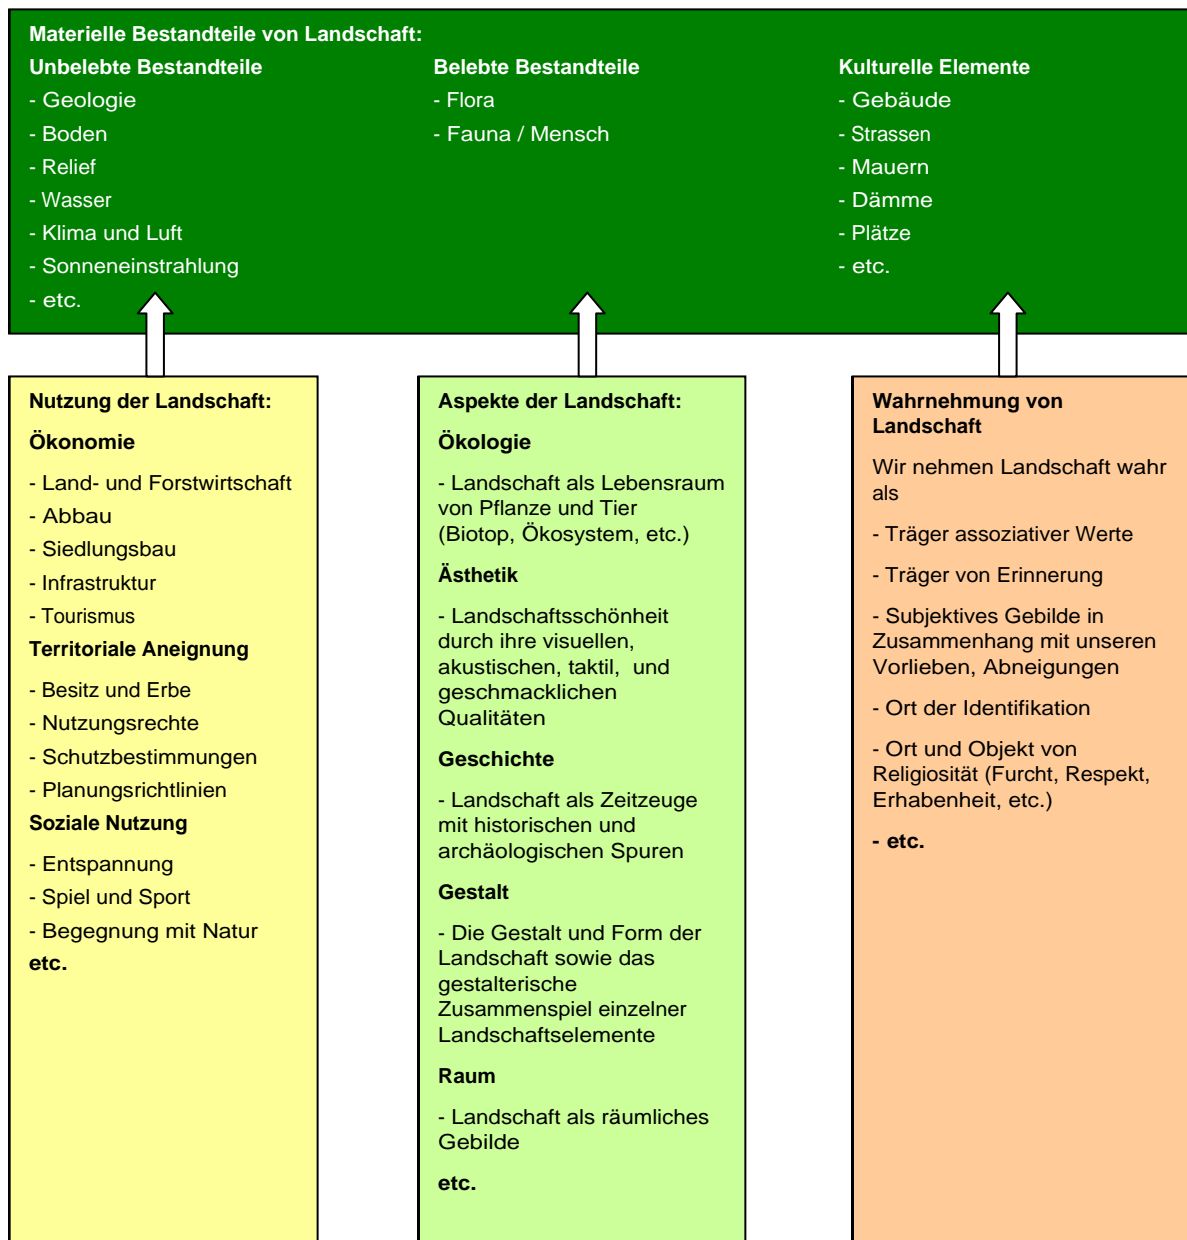 Materielle Bestandteile von Landschaft:
Unbelebte Bestandteile
- Geologie
- Boden
- Relief
- Wasser
- Klima und Luft
- Sonneneinstrahlung
- etc.
Belebte Bestandteile
- Flora
- Fauna / Mensch
Kulturelle Elemente
- Gebäude
- Strassen
- Mauern
- Dämme
- Plätze
- etc.
Nutzung der Landschaft:
Ökonomie
- Land- und Forstwirtschaft
- Abbau
- Siedlungsbau
- Infrastruktur
- Tourismus
Territoriale Aneignung
- Besitz und Erbe
- Nutzungsrechte
- Schutzbestimmungen
- Planungsrichtlinien
Soziale Nutzung
- Entspannung
- Spiel und Sport
- Begegnung mit Natur
etc.
Aspekte der Landschaft:
Ökologie
- Landschaft als Lebensraum
von Pflanze und Tier
(Biotop, Ökosystem, etc.)
Ästhetik
- Landschaftsschönheit
durch ihre visuellen,
akustischen, taktil, und
geschmacklichen
Qualitäten
Geschichte
- Landschaft als Zeitzeuge
mit historischen und
archäologischen Spuren
Gestalt
- Die Gestalt und Form der
Landschaft sowie das
gestalterische
Zusammenspiel einzelner
Landschaftselemente
Raum
- Landschaft als räumliches
Gebilde
etc.
Wahrnehmung von
Landschaft
Wir nehmen Landschaft wahr
als
- Träger assoziativer Werte
- Träger von Erinnerung
- Subjektives Gebilde in
Zusammenhang mit unseren
Vorlieben, Abneigungen
- Ort der Identifikation
- Ort und Objekt von
Religiosität (Furcht, Respekt,
Erhabenheit, etc.)
- etc.